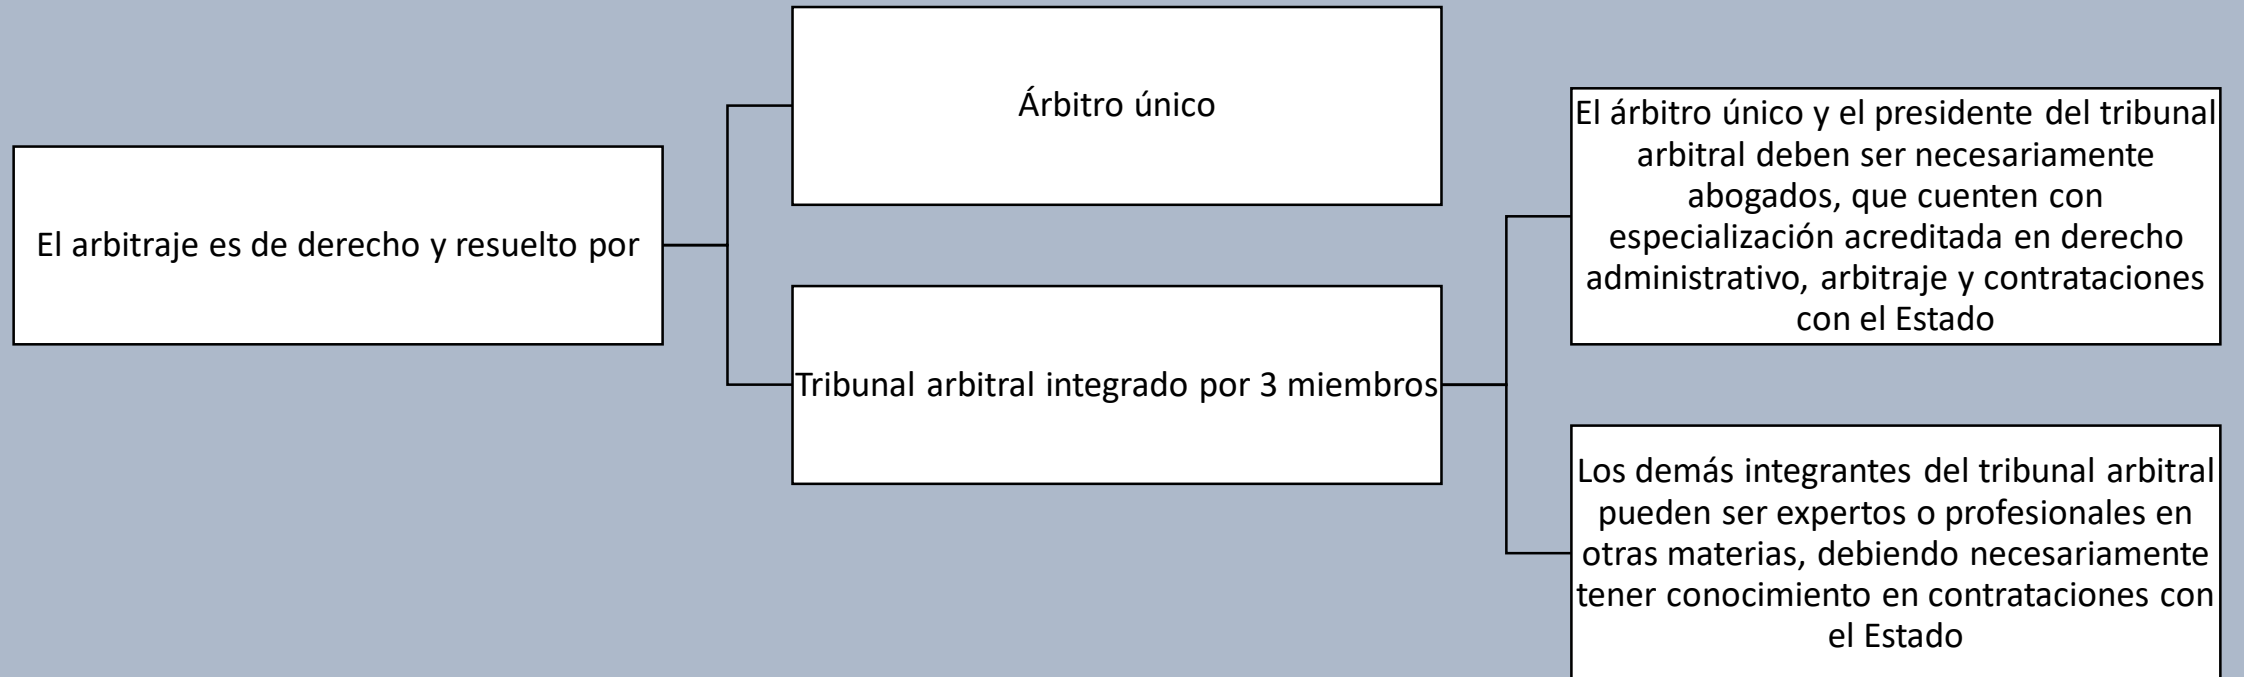 El arbitraje es de derecho y resuelto por
Árbitro único
Tribunal arbitral integrado por 3 miembros
El árbitro único y el presidente del tribunal
arbitral deben ser necesariamente
abogados, que cuenten con
especialización acreditada en derecho
administrativo, arbitraje y contrataciones
con el Estado
Los demás integrantes del tribunal arbitral
pueden ser expertos o profesionales en
otras materias, debiendo necesariamente
tener conocimiento en contrataciones con
el Estado